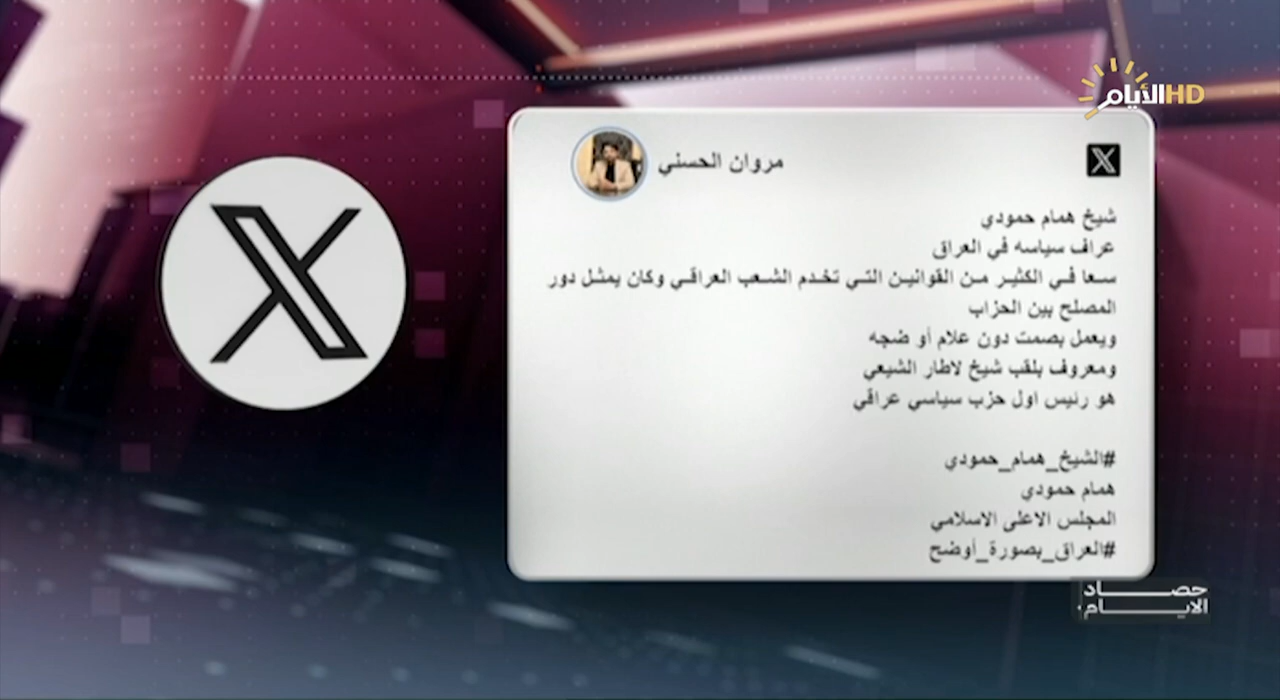 الأيام HD
مروان الحسني
شيخ همام حمودي
عراف سياسه في العراق
سعا في الكثير من القوانين التي تخدم الشعب العراقي وكان يمثل دور
المصلح بين الحزاب
ويعمل بصمت دون علام أو ضجه
ومعروف بلقب شيخ لاطار الشيعي
هو رئيس اول حزب سياسي عراقي
#الشيخ_همام_حمودي
همام حمودي
المجلس الاعلى الاسلامي
#العراق_بصورة_أوضح
حصاد
الايام